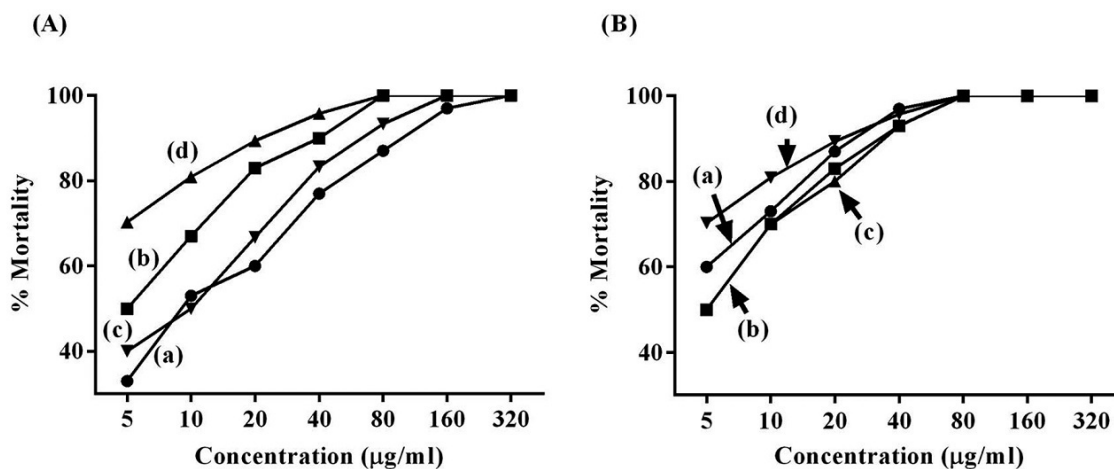 (A)
% Mortality
100
80
60
40
(d)
(b)
(c)
(a)
5 10 20 40 80 160 320
Concentration (µg/ml)
(B)
% Mortality
100
80
60
40
(d)
(a)
(c)
(b)
5 10 20 40 80 160 320
Concentration (µg/ml)